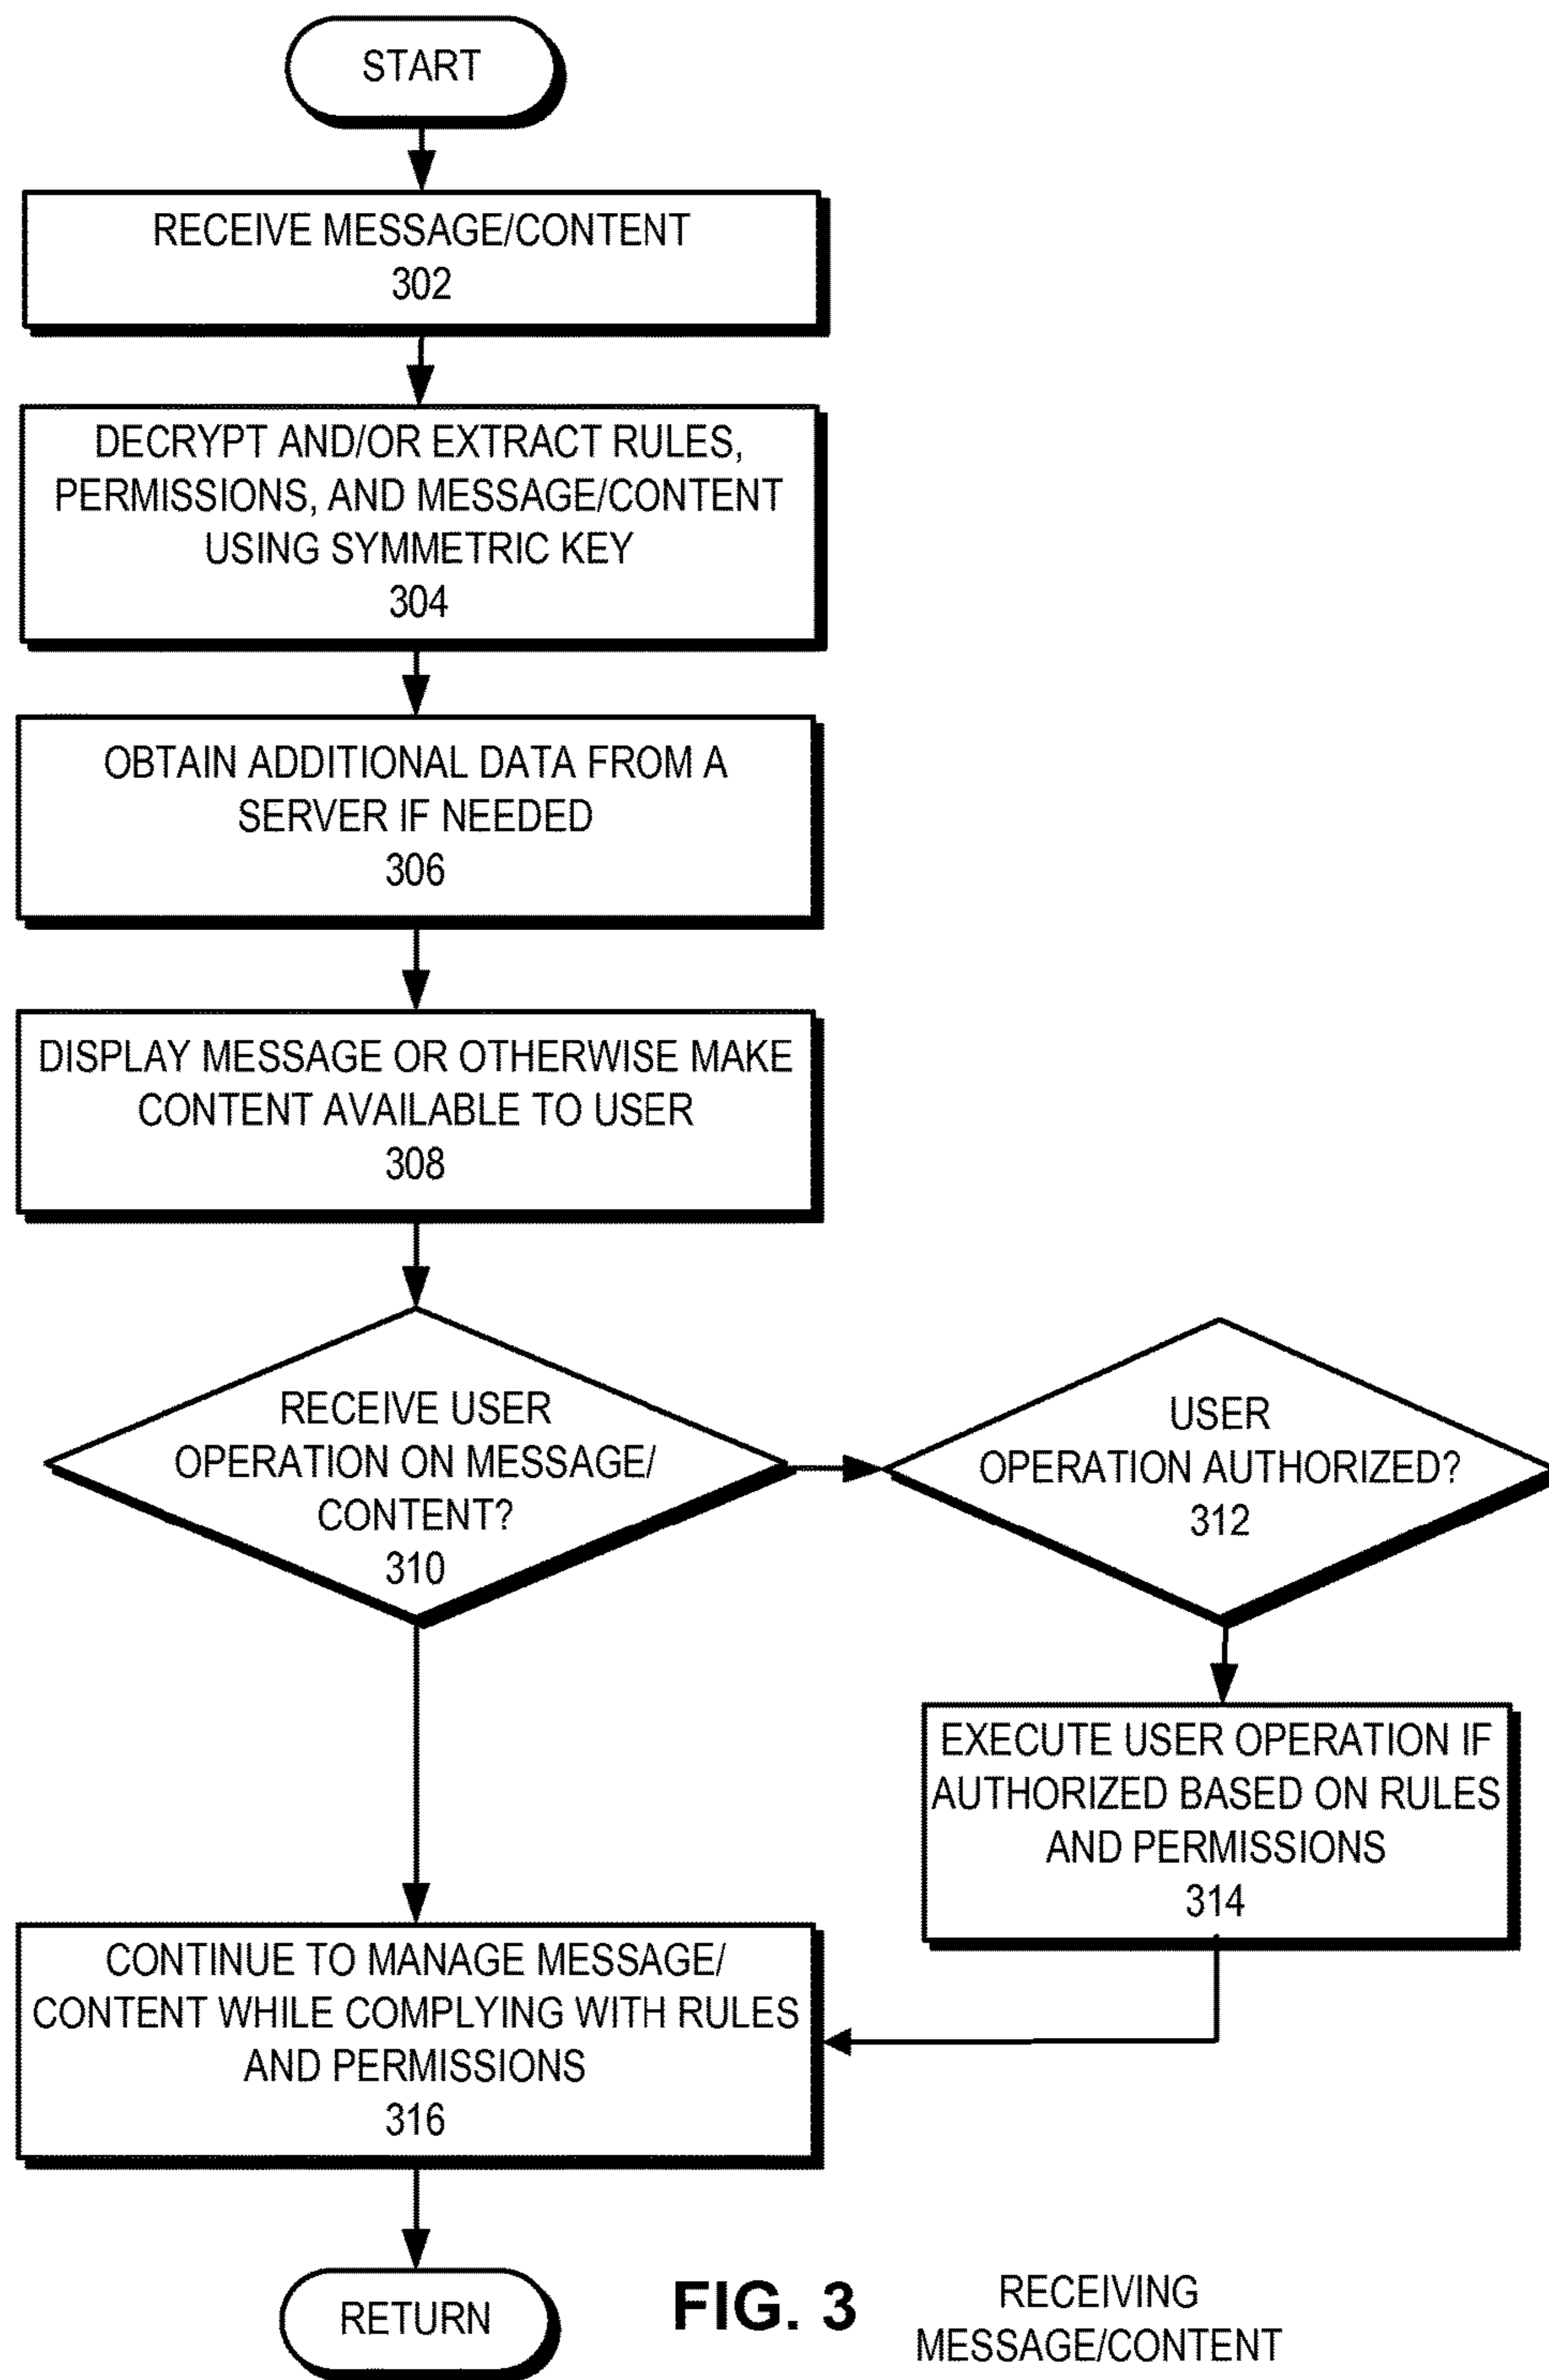 START
RECEIVE MESSAGE/CONTENT
302
DECRYPT AND/OR EXTRACT RULES,
PERMISSIONS, AND MESSAGE/CONTENT
USING SYMMETRIC KEY
304
OBTAIN ADDITIONAL DATA FROM A
SERVER IF NEEDED
306
DISPLAY MESSAGE OR OTHERWISE MAKE
CONTENT AVAILABLE TO USER
308
RECEIVE USER
OPERATION ON MESSAGE/
CONTENT?
310
USER
OPERATION AUTHORIZED?
312
EXECUTE USER OPERATION IF
AUTHORIZED BASED ON RULES
AND PERMISSIONS
314
CONTINUE TO MANAGE MESSAGE/
CONTENT WHILE COMPLYING WITH RULES
AND PERMISSIONS
316
RETURN
FIG. 3
RECEIVING
MESSAGE/CONTENT